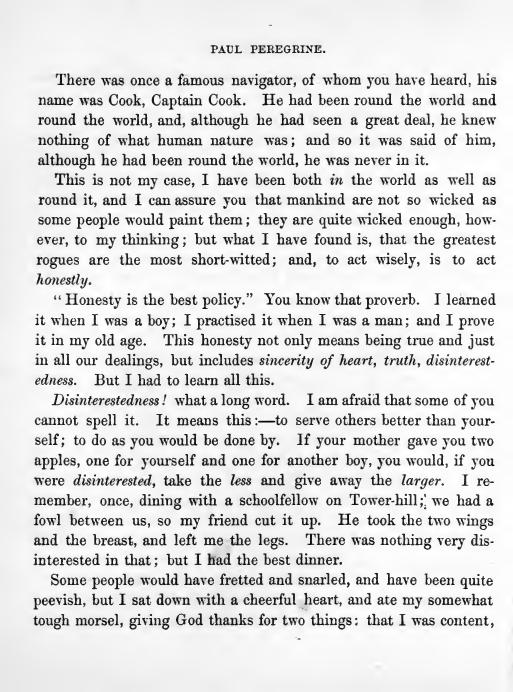 PAUL PEREGRINE.
There was once a famous navigator, of whom you have heard, his
name was Cook, Captain Cook. He had been round the world and
round the world, and, although he had seen a great deal, he knew
nothing of what human nature was; and so it was said of him,
although he had been round the world, he was never in it.
This is not my case, I have been both in the world as well as
round it, and I can assure you that mankind are not so wicked as
some people would paint them; they are quite wicked enough, how-
ever, to my thinking; but what I have found is, that the greatest
rogues are the most short-witted; and, to act wisely, is to act
honestly.
"Honesty is the best policy." You know that proverb. I learned
it when I was a boy; I practised it when I was a man; and I prove
it in my old age. This honesty not only means being true and just
in all our dealings, but includes sincerity of heart, truth, disinterest-
edness. But I had to learn all this.
Disinterestedness! what a long word. I am afraid that some of you
cannot spell it. It means this:—to serve others better than your-
self; to do as you would be done by. If your mother gave you two
apples, one for yourself and one for another boy, you would, if you
were disinterested, take the less and give away the larger. I re-
member, once, dining with a schoolfellow on Tower-hill; we had a
fowl between us, so my friend cut it up. He took the two wings
and the breast, and left me the legs. There was nothing very dis-
interested in that; but I had the best dinner.
Some people would have fretted and snarled, and have been quite
peevish, but I sat down with a cheerful heart, and ate my somewhat
tough morsel, giving God thanks for two things: that I was content,